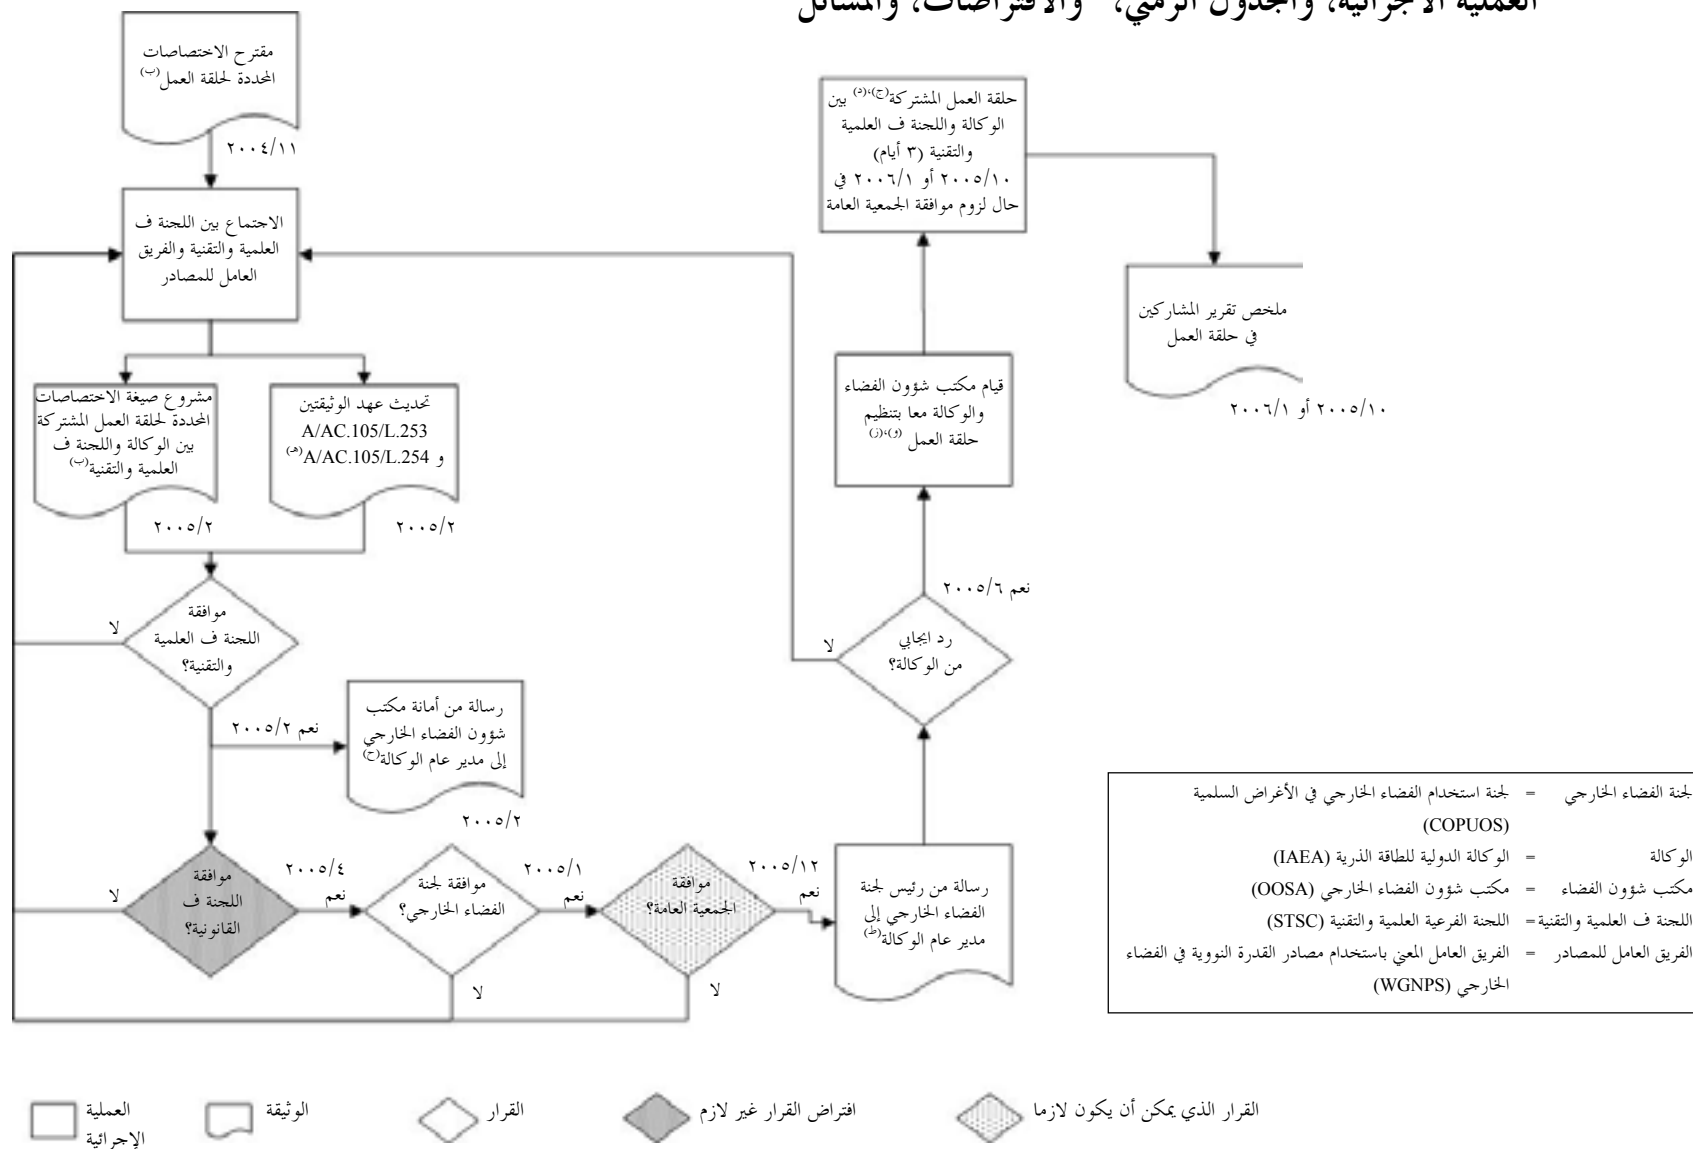 العملية الاجرائية، والجدول الزمني، والافتراضات، والمسائل
مقترح الاختصاصات
المحددة لحلقة العمل(ب)
٢٠٠٤/١١
الاجتماع بين اللجنة ف
العلمية والتقنية والفريق
العامل للمصادر
مشروع صيغة الاختصاصات
المحددة لحلقة العمل المشتركة
بين الوكالة واللجنة ف
العلمية والتقنية(ب)
٢٠٠٥/٢
تحديث عهد الوثيقتين
A/AC.105/L.253
و A/AC.105/L.254(هـ)
٢٠٠٥/٢
موافقة
اللجنة ف العلمية
والتقنية؟
لا
نعم ٢٠٠٥/٢
رسالة من أمانة مكتب
شؤون الفضاء الخارجي
إلى مدير عام الوكالة(ح)
٢٠٠٥/٢
موافقة
اللجنة ف
القانونية؟
لا
٢٠٠٥/٤
نعم
موافقة لجنة
الفضاء الخارجي؟
لا
٢٠٠٥/١
نعم
موافقة
الجمعية العامة؟
لا
٢٠٠٥/١٢
نعم
رسالة من رئيس لجنة
الفضاء الخارجي إلى
مدير عام الوكالة(ط)
رد ايجابي
من الوكالة؟
لا
نعم ٢٠٠٥/٦
قيام مكتب شؤون الفضاء
والوكالة معا بتنظيم
حلقة العمل (و)،(ز)
حلقة العمل المشتركة(ج)،(د) بين
الوكالة واللجنة ف العلمية
والتقنية (٣ أيام)
٢٠٠٥/١٠ أو ٢٠٠٦/١ في
حال لزوم موافقة الجمعية العامة
ملخص تقرير المشاركين
في حلقة العمل
٢٠٠٥/١٠ أو ٢٠٠٦/١
لجنة الفضاء الخارجي = لجنة استخدام الفضاء الخارجي في الأغراض السلمية
(COPUOS)
الوكالة = الوكالة الدولية للطاقة الذرية (IAEA)
مكتب شؤون الفضاء = مكتب شؤون الفضاء الخارجي (OOSA)
اللجنة ف العلمية والتقنية = اللجنة الفرعية العلمية والتقنية (STSC)
الفريق العامل للمصادر = الفريق العامل المعني باستخدام مصادر القدرة النووية في الفضاء
الخارجي (WGNPS)
القرار الذي يمكن أن يكون لازما
افتراض القرار غير لازم
القرار
الوثيقة
العملية
الإجرائية